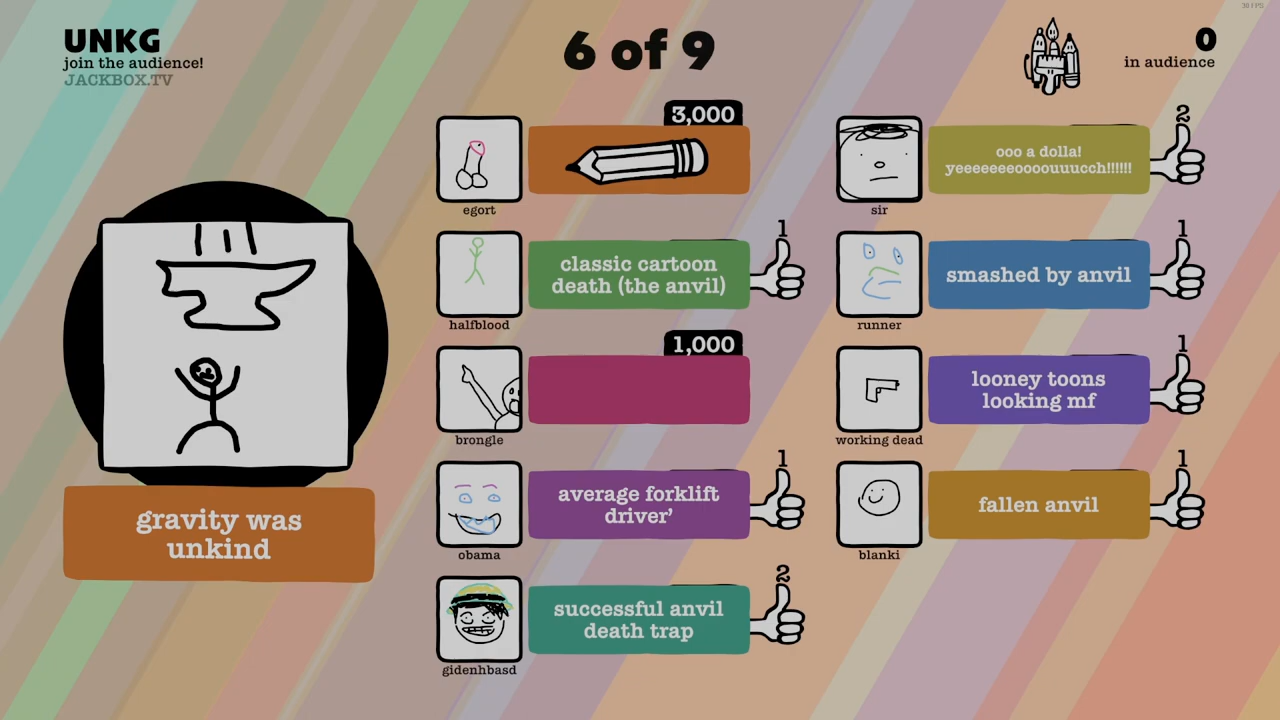 UNKG
join the audience!
JACKBOX.TV
6 of 9
0
in audience
30 FPS
gravity was
unkind
3,000
egort
1
classic cartoon
death (the anvil)
halfblood
1,000
brongle
1
average forklift
driver’
obama
2
successful anvil
death trap
gidenhbasd
2
ooo a dolla!
yeeeeeeoooouuucch!!!!!!
sir
1
smashed by anvil
runner
1
looney toons
looking mf
working dead
1
fallen anvil
blanki